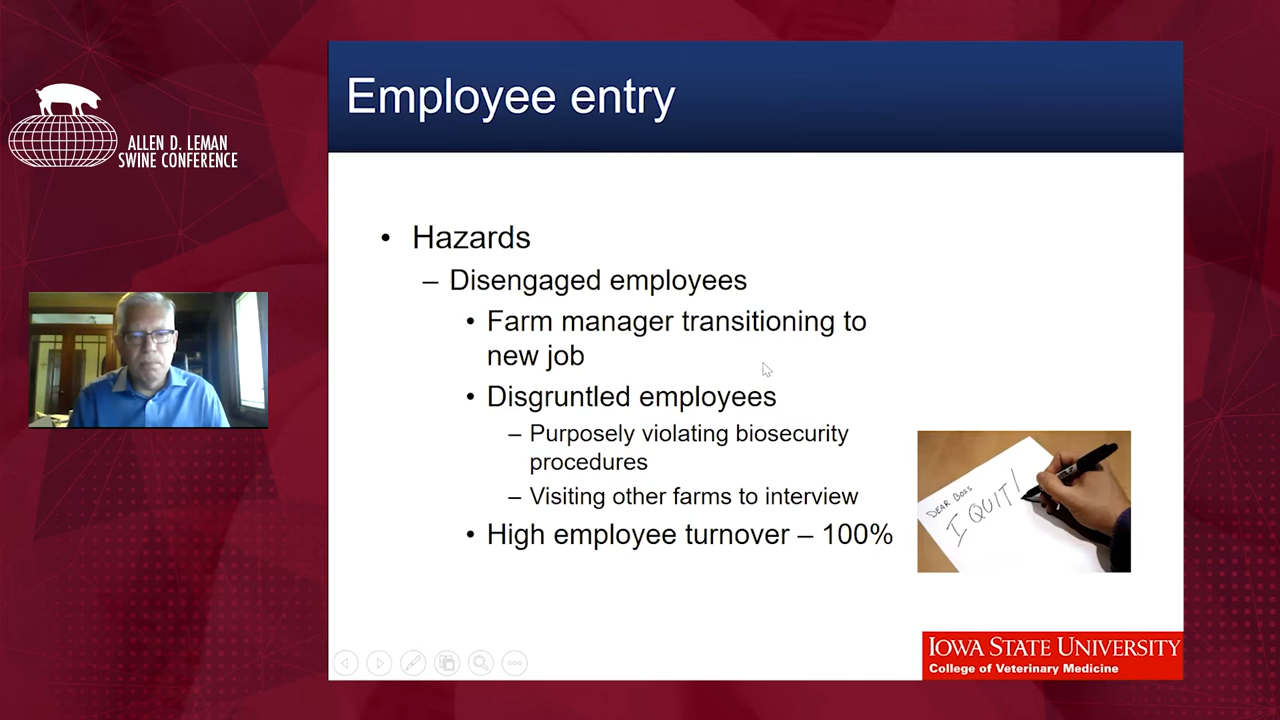 ALLEN D. LEMAN
SWINE CONFERENCE
Employee entry
• Hazards
– Disengaged employees
• Farm manager transitioning to
new job
• Disgruntled employees
– Purposely violating biosecurity
procedures
– Visiting other farms to interview
• High employee turnover – 100%
DEAR BOSS
I QUIT!
IOWA STATE UNIVERSITY
College of Veterinary Medicine